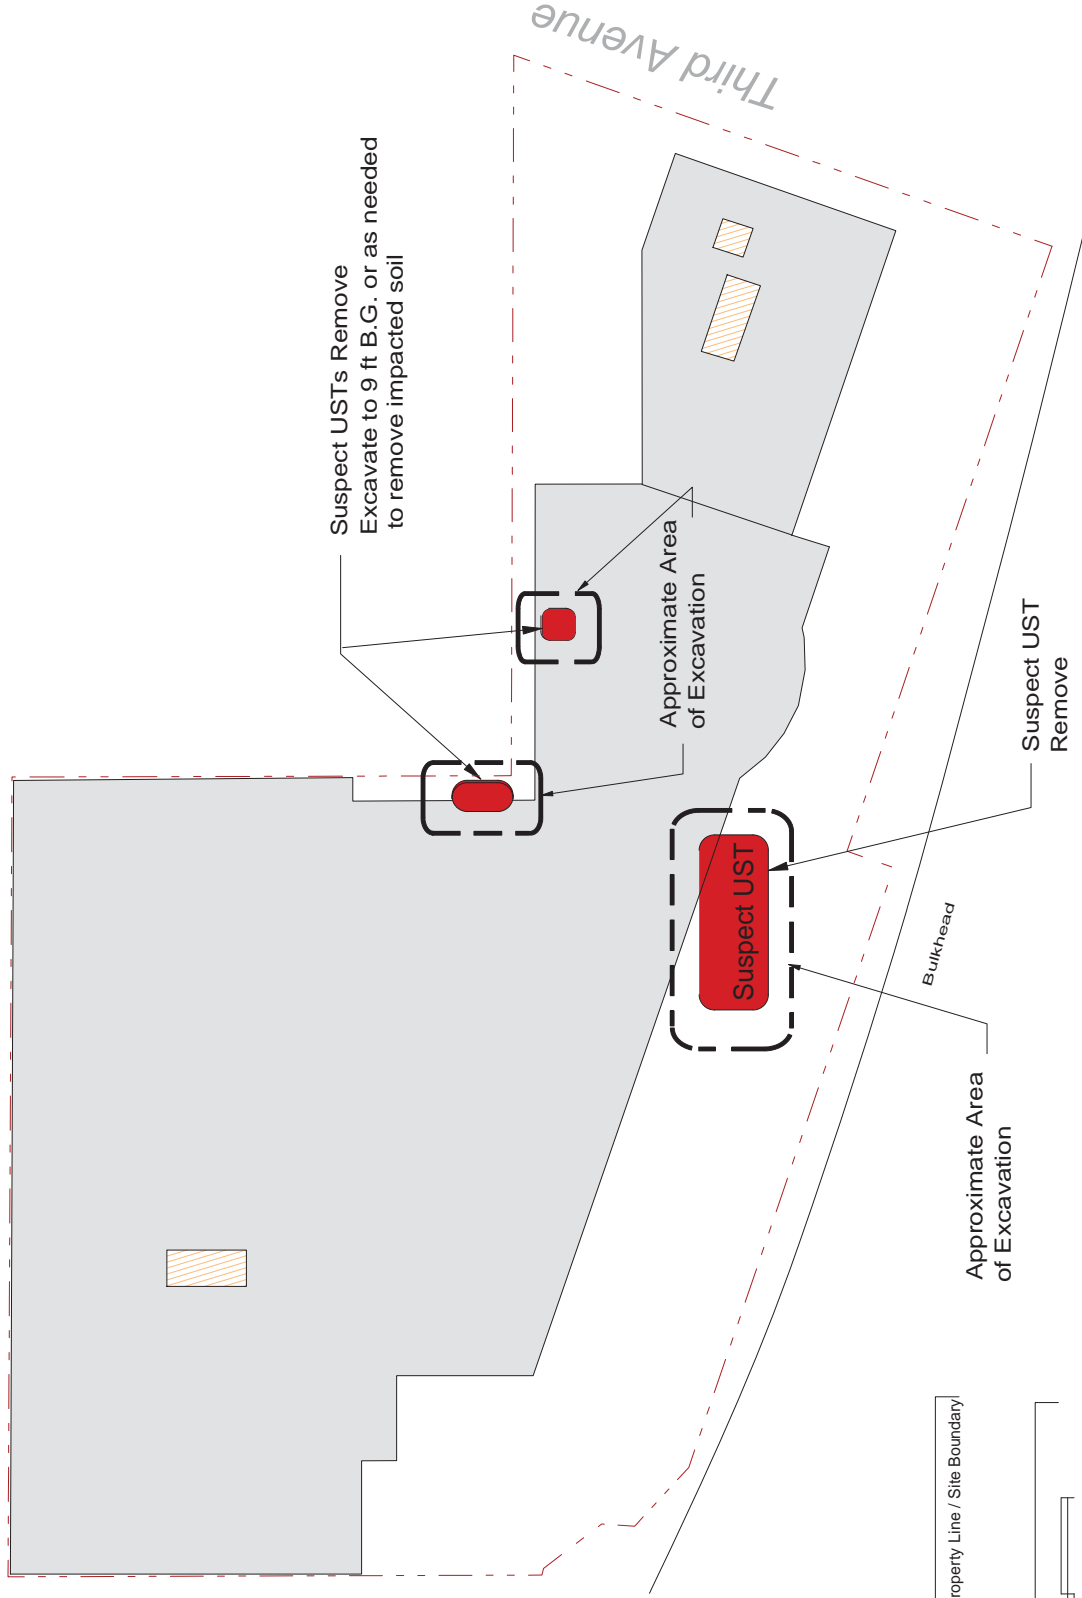 Third Avenue
Suspect USTs Remove
Excavate to 9 ft B.G. or as needed
to remove impacted soil
Approximate Area
of Excavation
Suspect UST
Remove
Suspect UST
Bulkhead
Approximate Area
of Excavation
roperty Line / Site Boundary